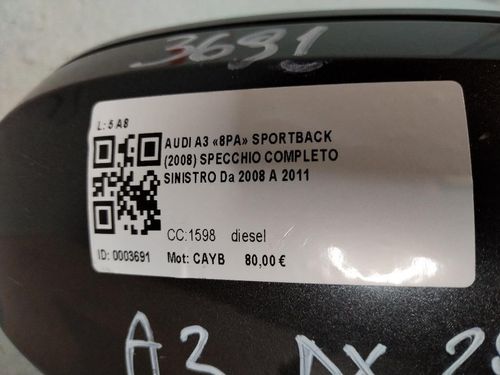 3691
L: 5 A8
AUDI A3 «8PA» SPORTBACK
(2008) SPECCHIO COMPLETO
SINISTRO Da 2008 A 2011
CC:1598 diesel
ID: 0003691 Mot: CAYB 80,00 €
A3 DX